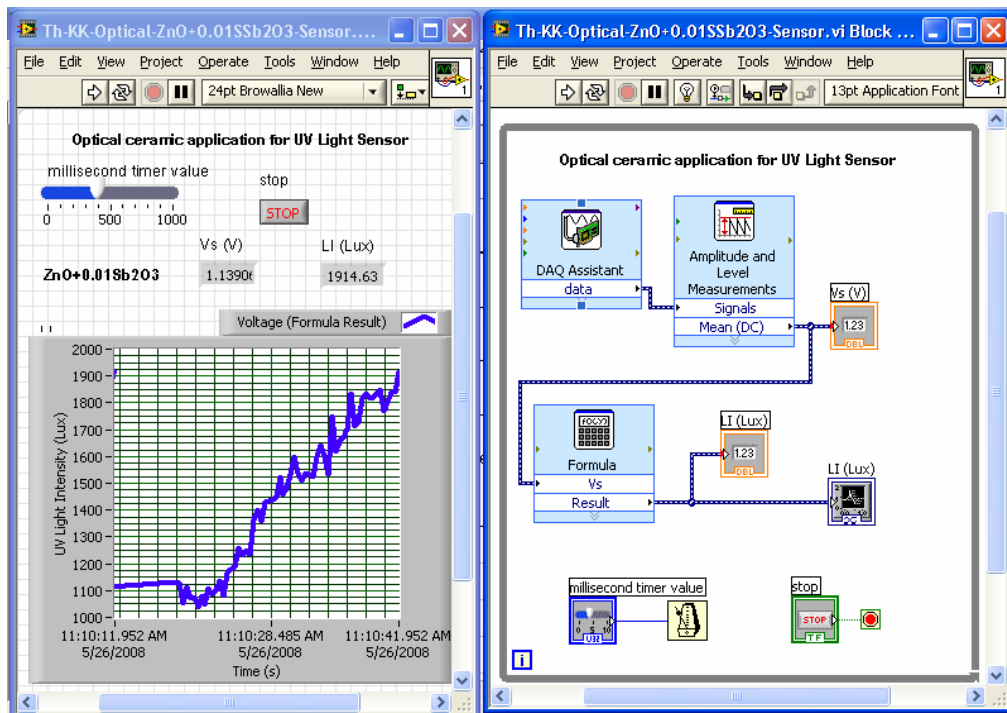 Th-KK-Optical-ZnO+0.01SSb2O3-Sensor....
File Edit View Project Operate Tools Window Help
24pt Browallia New
1
Optical ceramic application for UV Light Sensor
millisecond timer value
stop
0 500 1000
STOP
Vs (V)
LI (Lux)
ZnO+0.01Sb2O3
1.1390
1914.63
Voltage (Formula Result)
2000
1900
1800
1700
1600
1500
1400
1300
1200
1100
1000
UV Light Intensity (Lux)
11:10:11.952 AM 11:10:28.485 AM 11:10:41.952 AM
5/26/2008 5/26/2008 5/26/2008
Time (s)
Th-KK-Optical-ZnO+0.01SSb2O3-Sensor.vi Block ...
File Edit View Project Operate Tools Window Help
13pt Application Font
1
Optical ceramic application for UV Light Sensor
DAQ Assistant
data
Amplitude and
Level
Measurements
Signals
Mean (DC)
Vs (V)
1.23
DBL
f(x,y)
Formula
Vs
Result
LI (Lux)
1.23
DBL
LI (Lux)
millisecond timer value
0 5 10
U32
stop
STOP
TF
i